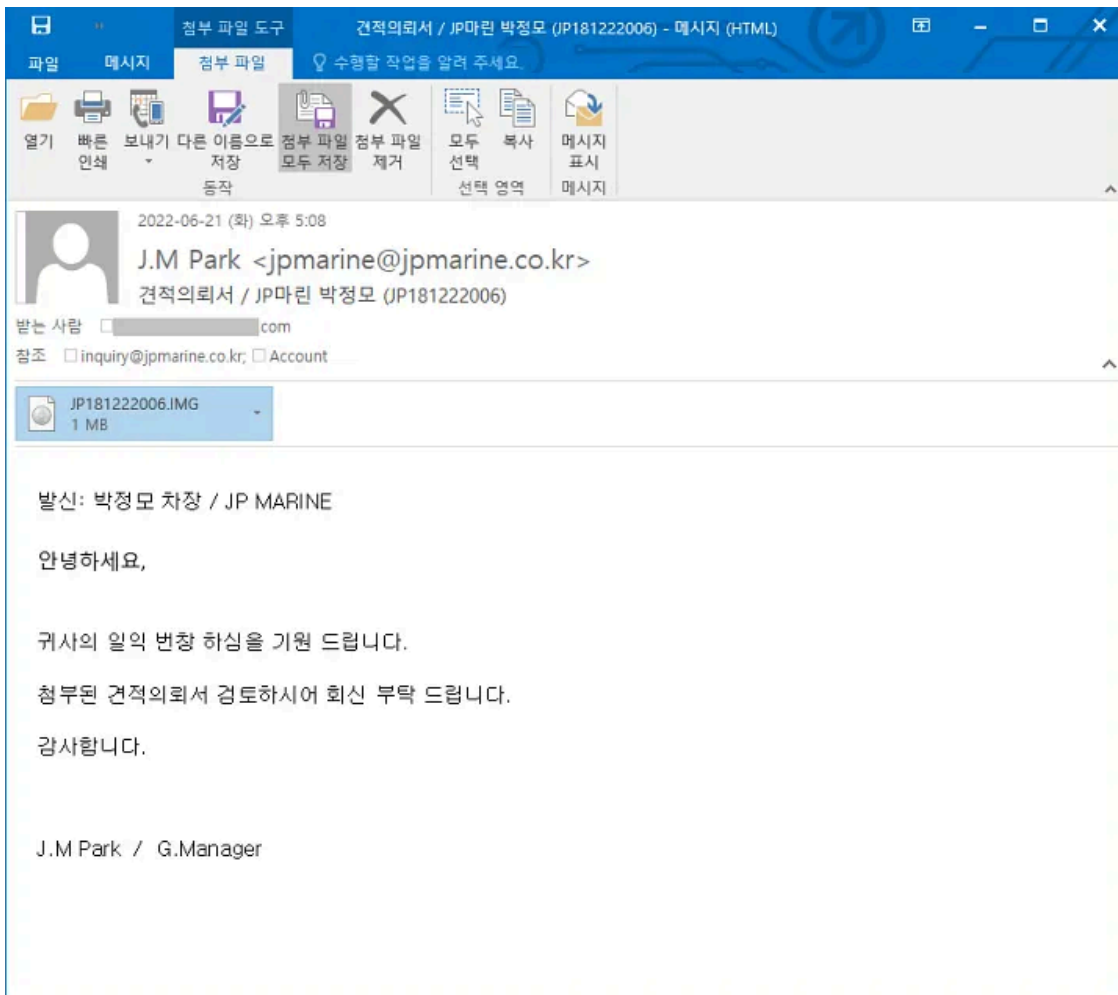 첨부 파일 도구
견적의뢰서 / JP마린 박정모 (JP181222006) - 메시지 (HTML)
파일
메시지
첨부 파일
수행할 작업을 알려 주세요.
열기
빠른
인쇄
보내기
다른 이름으로
저장
첨부 파일
모두 저장
첨부 파일
제거
동작
모두
선택
복사
선택 영역
메시지
표시
메시지
2022-06-21 (화) 오후 5:08
J.M Park <jpmarine@jpmarine.co.kr>
견적의뢰서 / JP마린 박정모 (JP181222006)
받는 사람 com
참조 inquiry@jpmarine.co.kr; Account
JP181222006.IMG
1 MB
발신: 박정모 차장 / JP MARINE
안녕하세요,
귀사의 일익 번창 하심을 기원 드립니다.
첨부된 견적의뢰서 검토하시어 회신 부탁 드립니다.
감사합니다.
J.M Park / G.Manager